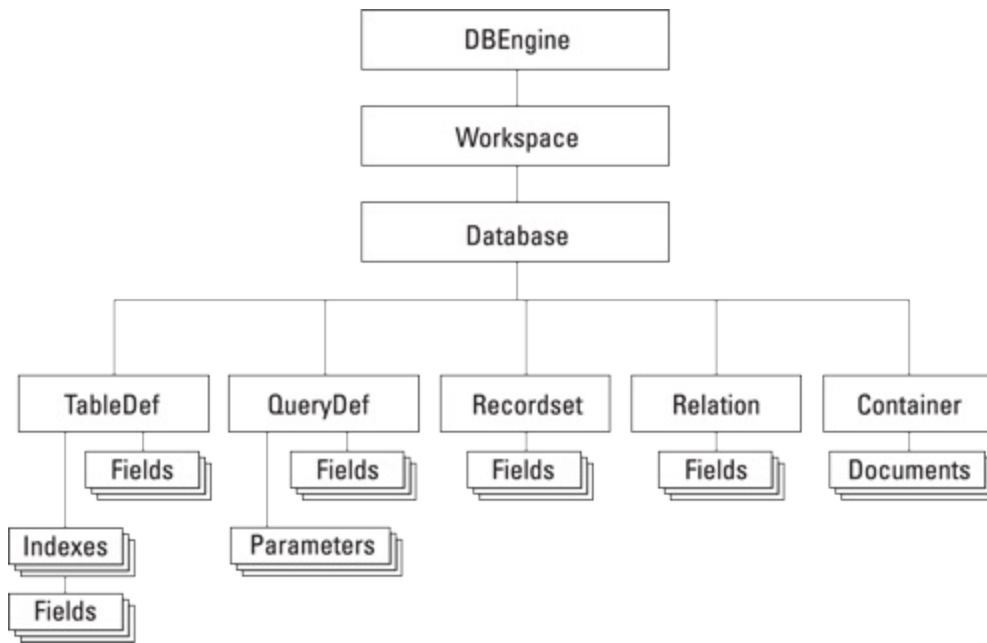 DBEngine
Workspace
Database
TableDef
QueryDef
Recordset
Relation
Container
Fields
Fields
Fields
Fields
Documents
Indexes
Parameters
Fields